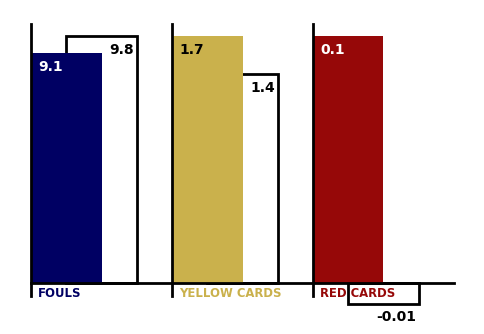 9.1
9.8
1.7
1.4
0.1
FOULS
YELLOW CARDS
RED CARDS
-0.01